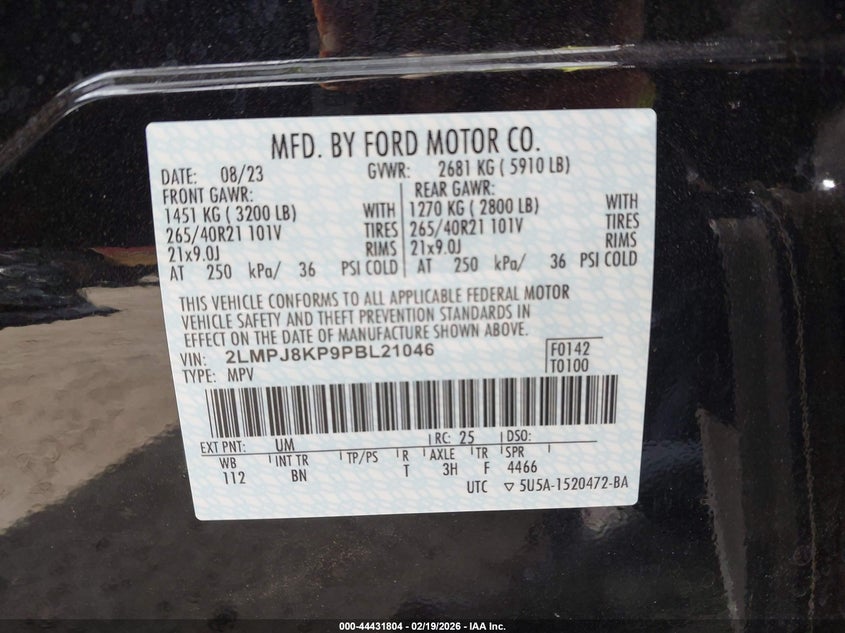 MFD. BY FORD MOTOR CO.
DATE: 08/23 GVWR: 2681 KG ( 5910 LB)
FRONT GAWR: REAR GAWR:
1451 KG ( 3200 LB) WITH 1270 KG ( 2800 LB) WITH
265/40R21 101V TIRES 265/40R21 101V TIRES
21x9.0J RIMS 21x9.0J RIMS
AT 250 kPa/ 36 PSI COLD AT 250 kPa/ 36 PSI COLD
THIS VEHICLE CONFORMS TO ALL APPLICABLE FEDERAL MOTOR
VEHICLE SAFETY AND THEFT PREVENTION STANDARDS IN
EFFECT ON THE DATE OF MANUFACTURE SHOWN ABOVE.
VIN: 2LMPJ8KP9PBL21046 F0142
TYPE: MPV T0100
EXT PNT: UM RC: 25 DSO:
WB INT TR TP/PS R AXLE TR SPR
112 BN T 3H F 4466
UTC ▽ 5U5A-1520472-BA
000-44431804 | 02/19/2026 - IAA Inc.